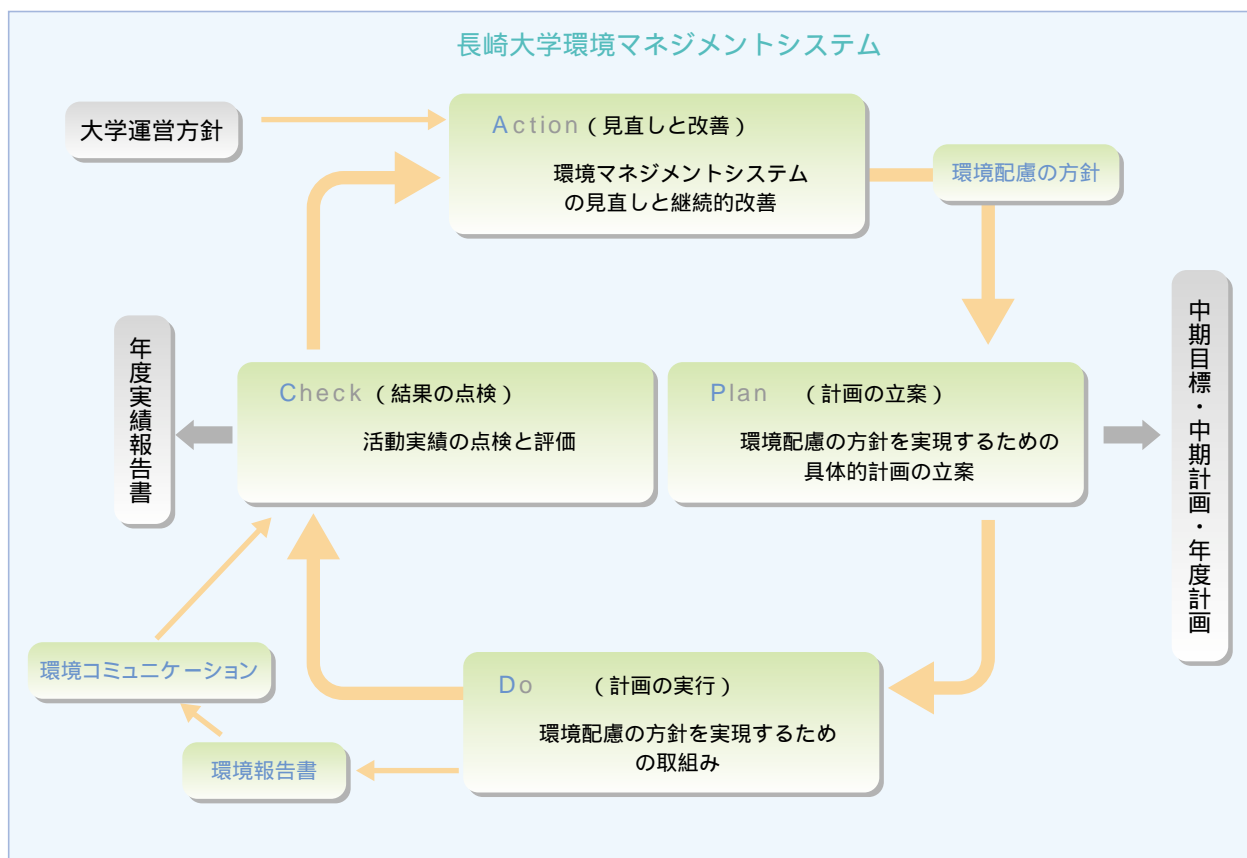 長崎大学環境マネジメントシステム
大学運営方針
Action（見直しと改善）
環境マネジメントシステム
の見直しと継続的改善
環境配慮の方針
年度実績報告書
Check（結果の点検）
活動実績の点検と評価
Plan （計画の立案）
環境配慮の方針を実現するための
具体的計画の立案
中期目標・中期計画・年度計画
環境コミュニケーション
Do （計画の実行）
環境配慮の方針を実現するため
の取組み
環境報告書